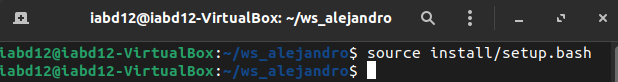 iabd12@iabd12-VirtualBox: ~/ws_alejandro
iabd12@iabd12-VirtualBox:~/ws_alejandro$ source install/setup.bash
iabd12@iabd12-VirtualBox:~/ws_alejandro$